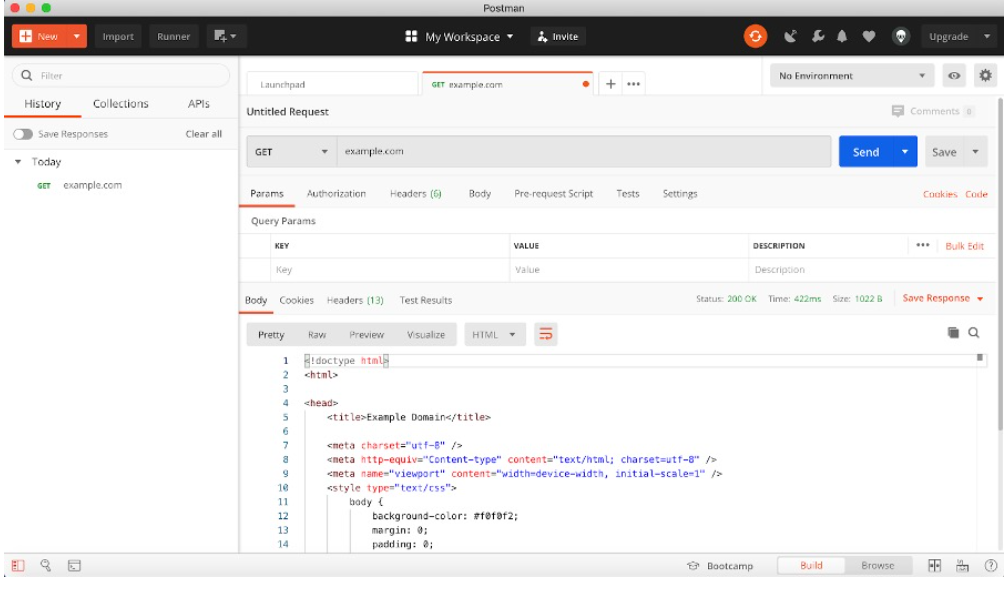 Postman
New Import Runner My Workspace Invite Upgrade
Filter
History Collections APIs
Save Responses Clear all
Today
GET example.com
Launchpad GET example.com + ••• No Environment
Untitled Request Comments 0
GET example.com Send Save
Params Authorization Headers (6) Body Pre-request Script Tests Settings Cookies Code
Query Params
KEY VALUE DESCRIPTION ••• Bulk Edit
Key Value Description
Body Cookies Headers (13) Test Results Status: 200 OK Time: 422ms Size: 1022 B Save Response
Pretty Raw Preview Visualize HTML
1 <!doctype html>
2 <html>
3
4 <head>
5 <title>Example Domain</title>
6
7 <meta charset="utf-8" />
8 <meta http-equiv="Content-type" content="text/html; charset=utf-8" />
9 <meta name="viewport" content="width=device-width, initial-scale=1" />
10 <style type="text/css">
11 body {
12 background-color: #f0f0f2;
13 margin: 0;
14 padding: 0;
Bootcamp Build Browse